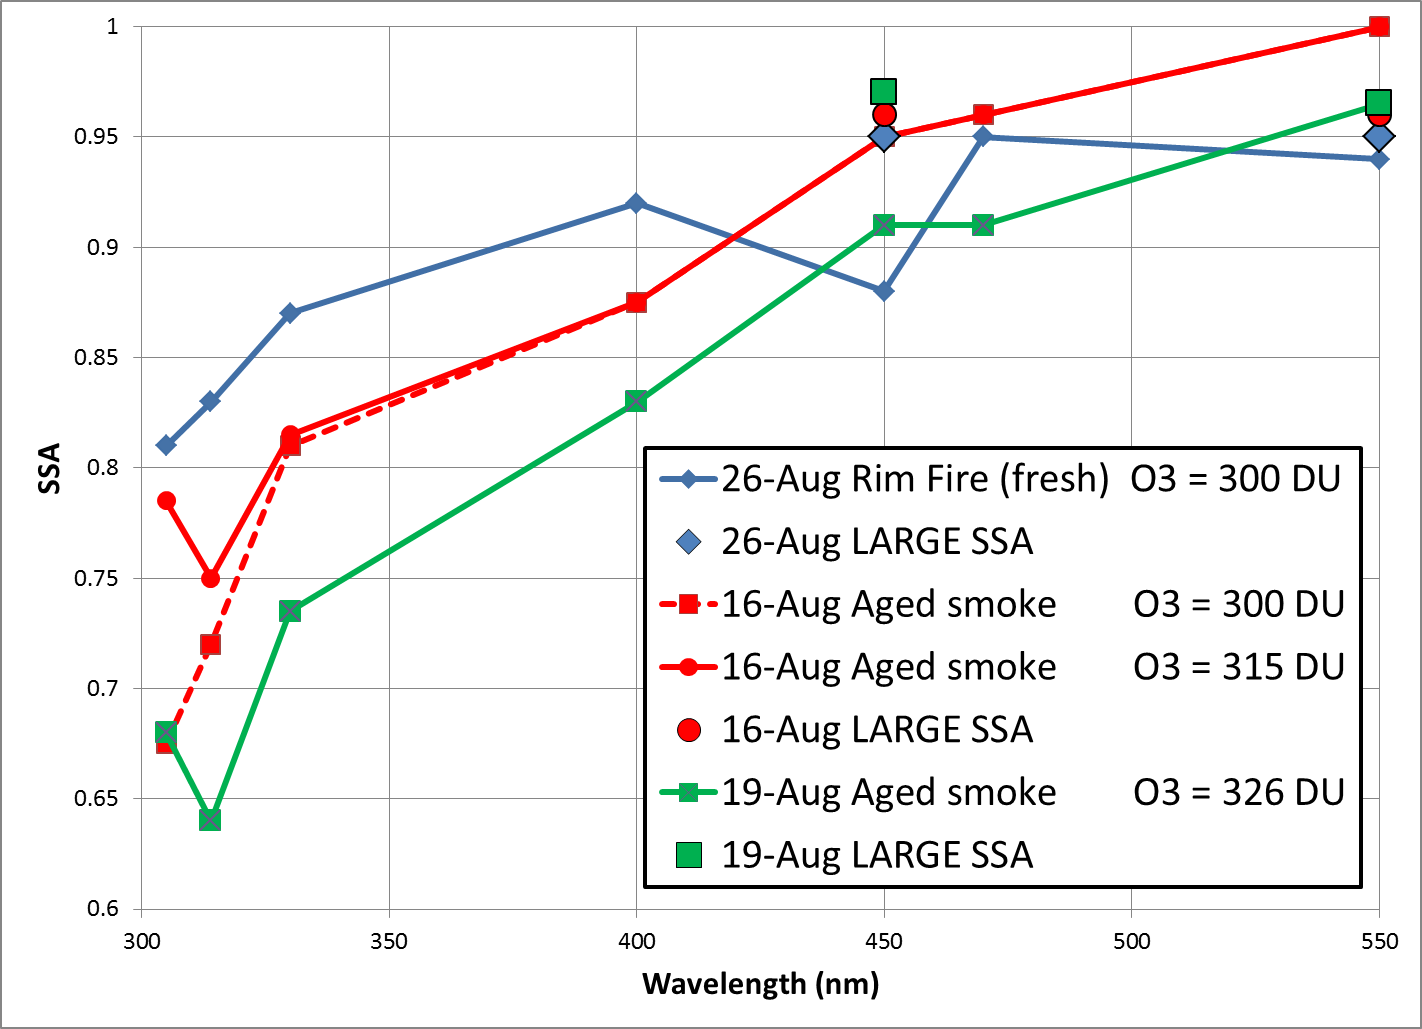 1
0.95
0.9
0.85
0.8
0.75
0.7
0.65
0.6
SSA
300 350 400 450 500 550
Wavelength (nm)
26-Aug Rim Fire (fresh) O3 = 300 DU
26-Aug LARGE SSA
16-Aug Aged smoke O3 = 300 DU
16-Aug Aged smoke O3 = 315 DU
16-Aug LARGE SSA
19-Aug Aged smoke O3 = 326 DU
19-Aug LARGE SSA